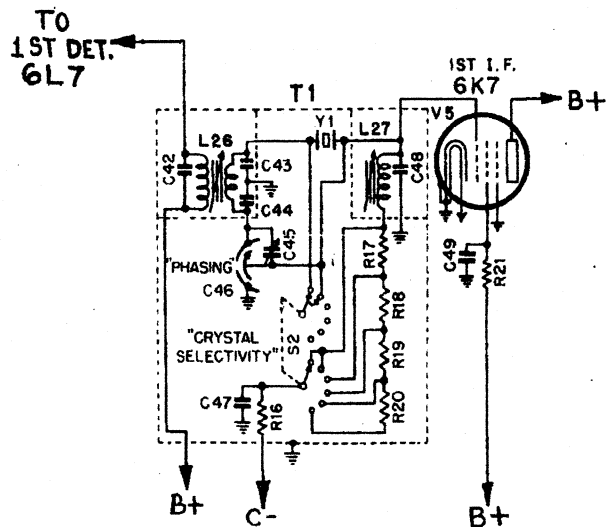 TO
1ST DET.
6L7
1ST I.F.
6K7
B+
T1
V5
Y1
L26
L27
C42
C43
C48
C44
C45
"PHASING"
C46
R17
C49
R21
R18
"CRYSTAL
SELECTIVITY"
S2
R19
C47
R16
R20
B+
C-
B+